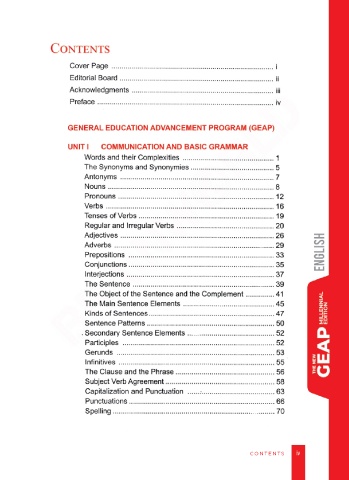 CONTENTS
Cover Page ........................................ i
Editorial Board ........................................ ii
Acknowledgments ........................................ iii
Preface ........................................ iv
GENERAL EDUCATION ADVANCEMENT PROGRAM (GEAP)
UNIT I COMMUNICATION AND BASIC GRAMMAR
Words and their Complexities ........................................ 1
The Synonyms and Synonymies ........................................ 5
Antonyms ........................................ 7
Nouns ........................................ 8
Pronouns ........................................ 12
Verbs ........................................ 16
Tenses of Verbs ........................................ 19
Regular and Irregular Verbs ........................................ 20
Adjectives ........................................ 26
Adverbs ........................................ 29
Prepositions ........................................ 33
Conjunctions ........................................ 35
Interjections ........................................ 37
The Sentence ........................................ 39
The Object of the Sentence and the Complement .............. 41
The Main Sentence Elements ........................................ 45
Kinds of Sentences ........................................ 47
Sentence Patterns ........................................ 50
Secondary Sentence Elements ........................................ 52
Participles ........................................ 52
Gerunds ........................................ 53
Infinitives ........................................ 55
The Clause and the Phrase ........................................ 56
Subject Verb Agreement ........................................ 58
Capitalization and Punctuation ........................................ 63
Punctuations ........................................ 66
Spelling ........................................ 70
ENGLISH
THE NEW GEAP MILLENNIAL EDITION
CONTENTS iv